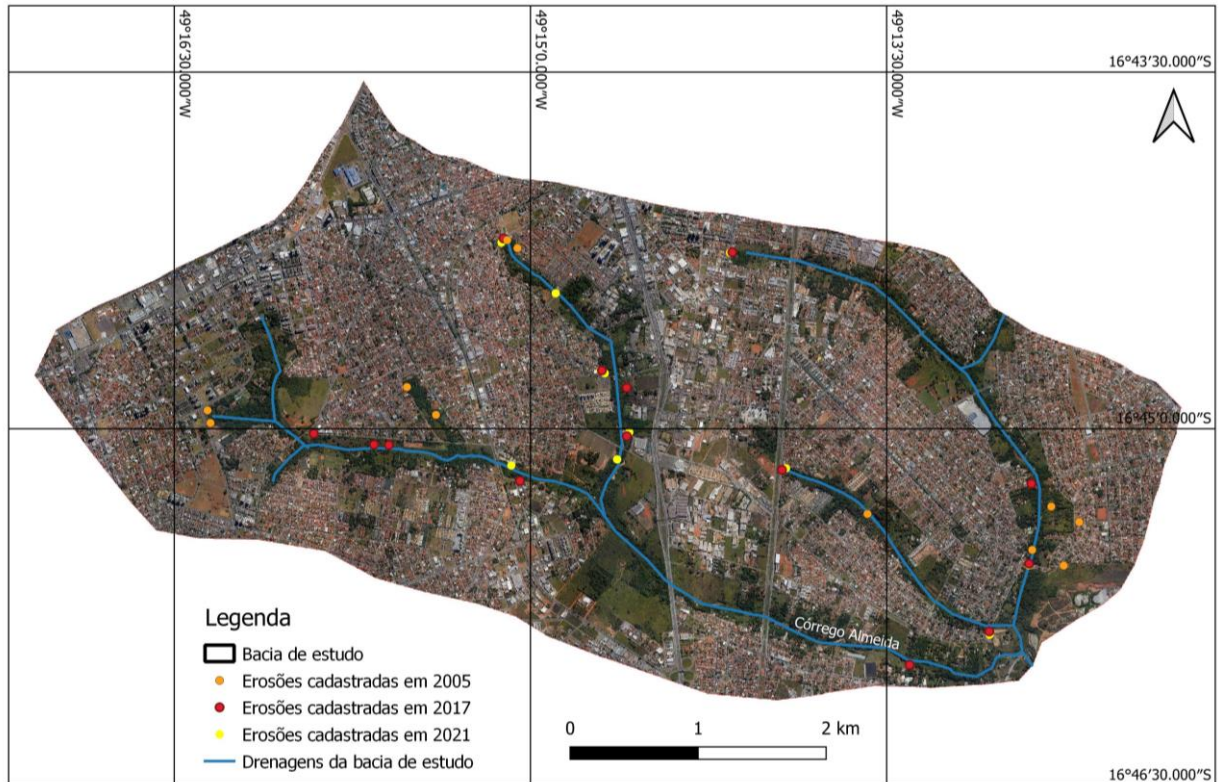 49°16'30.000"W
49°15'0.000"W
49°13'30.000"W
16°43'30.000"S
16°45'0.000"S
Córrego Almeida
Legenda
Bacia de estudo
Erosões cadastradas em 2005
Erosões cadastradas em 2017
Erosões cadastradas em 2021
Drenagens da bacia de estudo
0 1 2 km
16°46'30.000"S